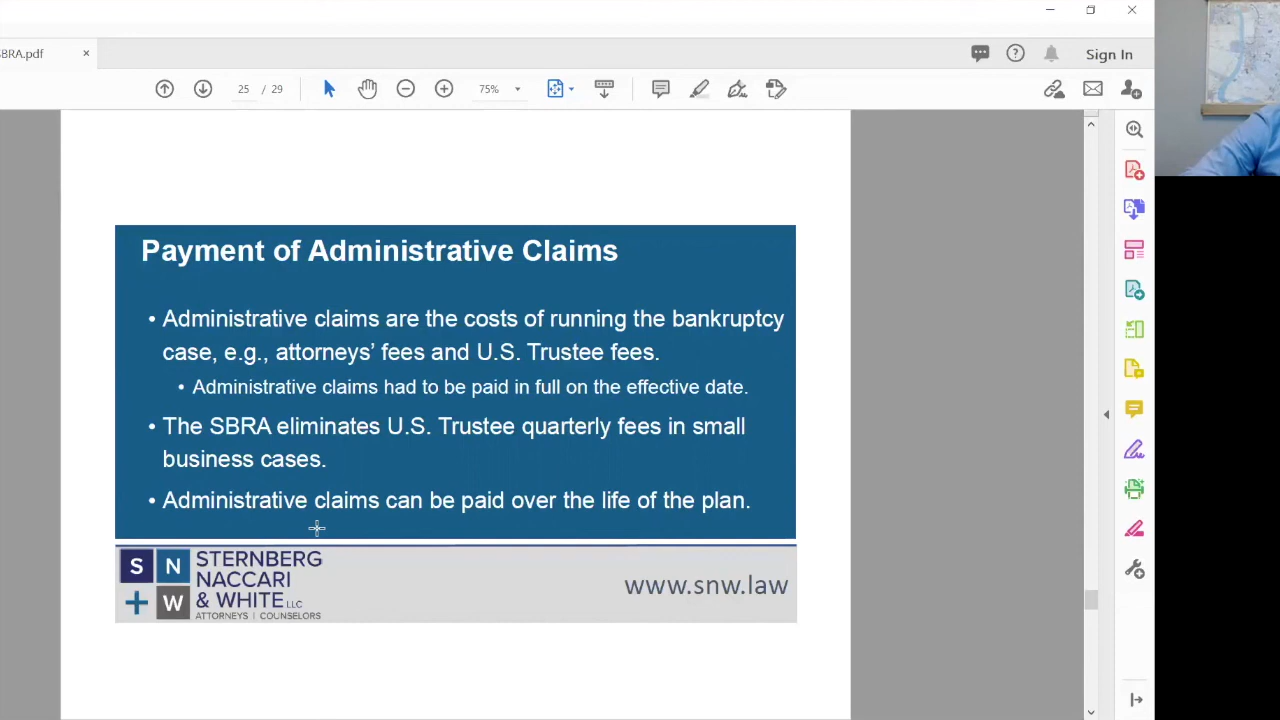 BRA.pdf
Sign In
25 / 29
75%
Payment of Administrative Claims
• Administrative claims are the costs of running the bankruptcy
case, e.g., attorneys’ fees and U.S. Trustee fees.
• Administrative claims had to be paid in full on the effective date.
• The SBRA eliminates U.S. Trustee quarterly fees in small
business cases.
• Administrative claims can be paid over the life of the plan.
S N + W
STERNBERG
NACCARI
& WHITE LLC
ATTORNEYS | COUNSELORS
www.snw.law